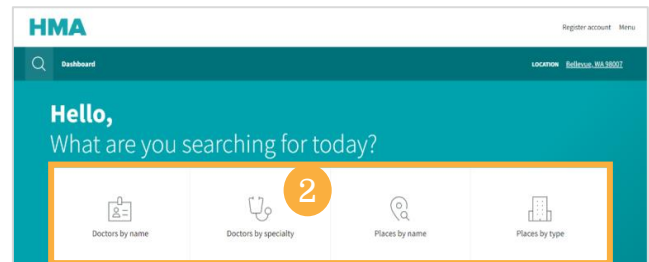 HMA
Register account Menu
Dashboard
LOCATION Bellevue, WA 98007
Hello,
What are you searching for today?
2
Doctors by name
Doctors by specialty
Places by name
Places by type